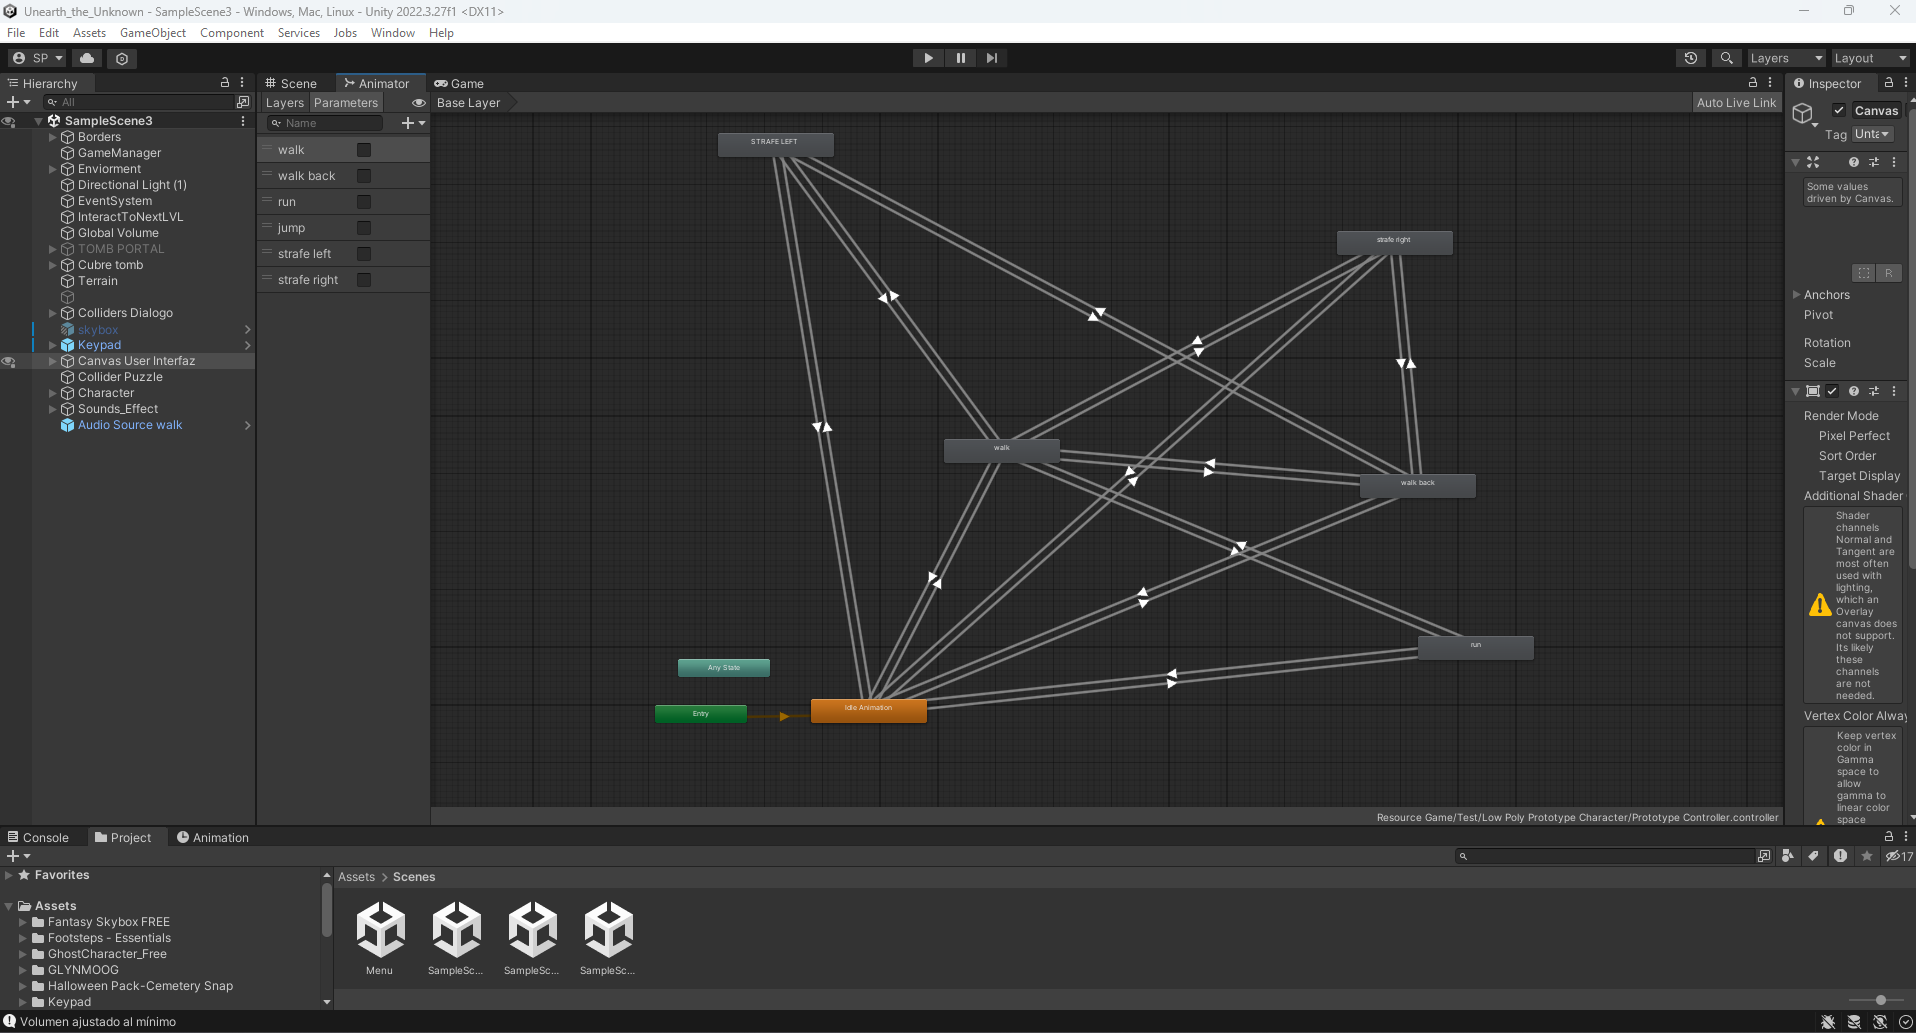 Unearth_the_Unknown - SampleScene3 - Windows, Mac, Linux - Unity 2022.3.27f1 <DX11>
File Edit Assets GameObject Component Services Jobs Window Help
SP
Layers
Layout
Hierarchy
All
SampleScene3
Borders
GameManager
Enviorment
Directional Light (1)
EventSystem
InteractToNextLVL
Global Volume
TOMB PORTAL
Cubre tomb
Terrain
Colliders Dialogo
skybox
Keypad
Canvas User Interfaz
Collider Puzzle
Character
Sounds_Effect
Audio Source walk
Scene
Animator
Game
Layers Parameters
Base Layer
Auto Live Link
Name
walk
walk back
run
jump
strafe left
strafe right
STRAFE LEFT
strafe right
walk
walk back
run
Any State
Entry
Idle Animation
Resource Game/Test/Low Poly Prototype Character/Prototype Controller.controller
Inspector
Canvas
Tag Unta
Some values
driven by Canvas.
R
Anchors
Pivot
Rotation
Scale
Render Mode
Pixel Perfect
Sort Order
Target Display
Additional Shader
Shader
channels
Normal and
Tangent are
most often
used with
lighting,
which an
Overlay
canvas does
not support.
Its likely
these
channels
are not
needed.
Vertex Color Alway
Keep vertex
color in
Gamma
space to
allow
gamma to
linear color
space
Console
Project
Animation
17
Favorites
Assets
Fantasy Skybox FREE
Footsteps - Essentials
GhostCharacter_Free
GLYNMOOG
Halloween Pack-Cemetery Snap
Keypad
Assets > Scenes
Menu
SampleSc...
SampleSc...
SampleSc...
Volumen ajustado al mínimo